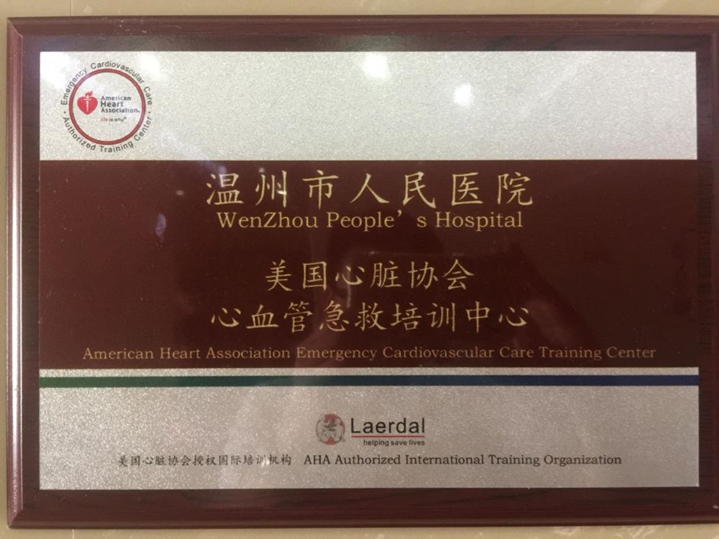 Emergency Cardiovascular Care
American
Heart
Association
life is why
Authorized Training Center
温州市人民医院
WenZhou People’s Hospital
美国心脏协会
心血管急救培训中心
American Heart Association Emergency Cardiovascular Care Training Center
Laerdal
helping save lives
美国心脏协会授权国际培训机构 AHA Authorized International Training Organization